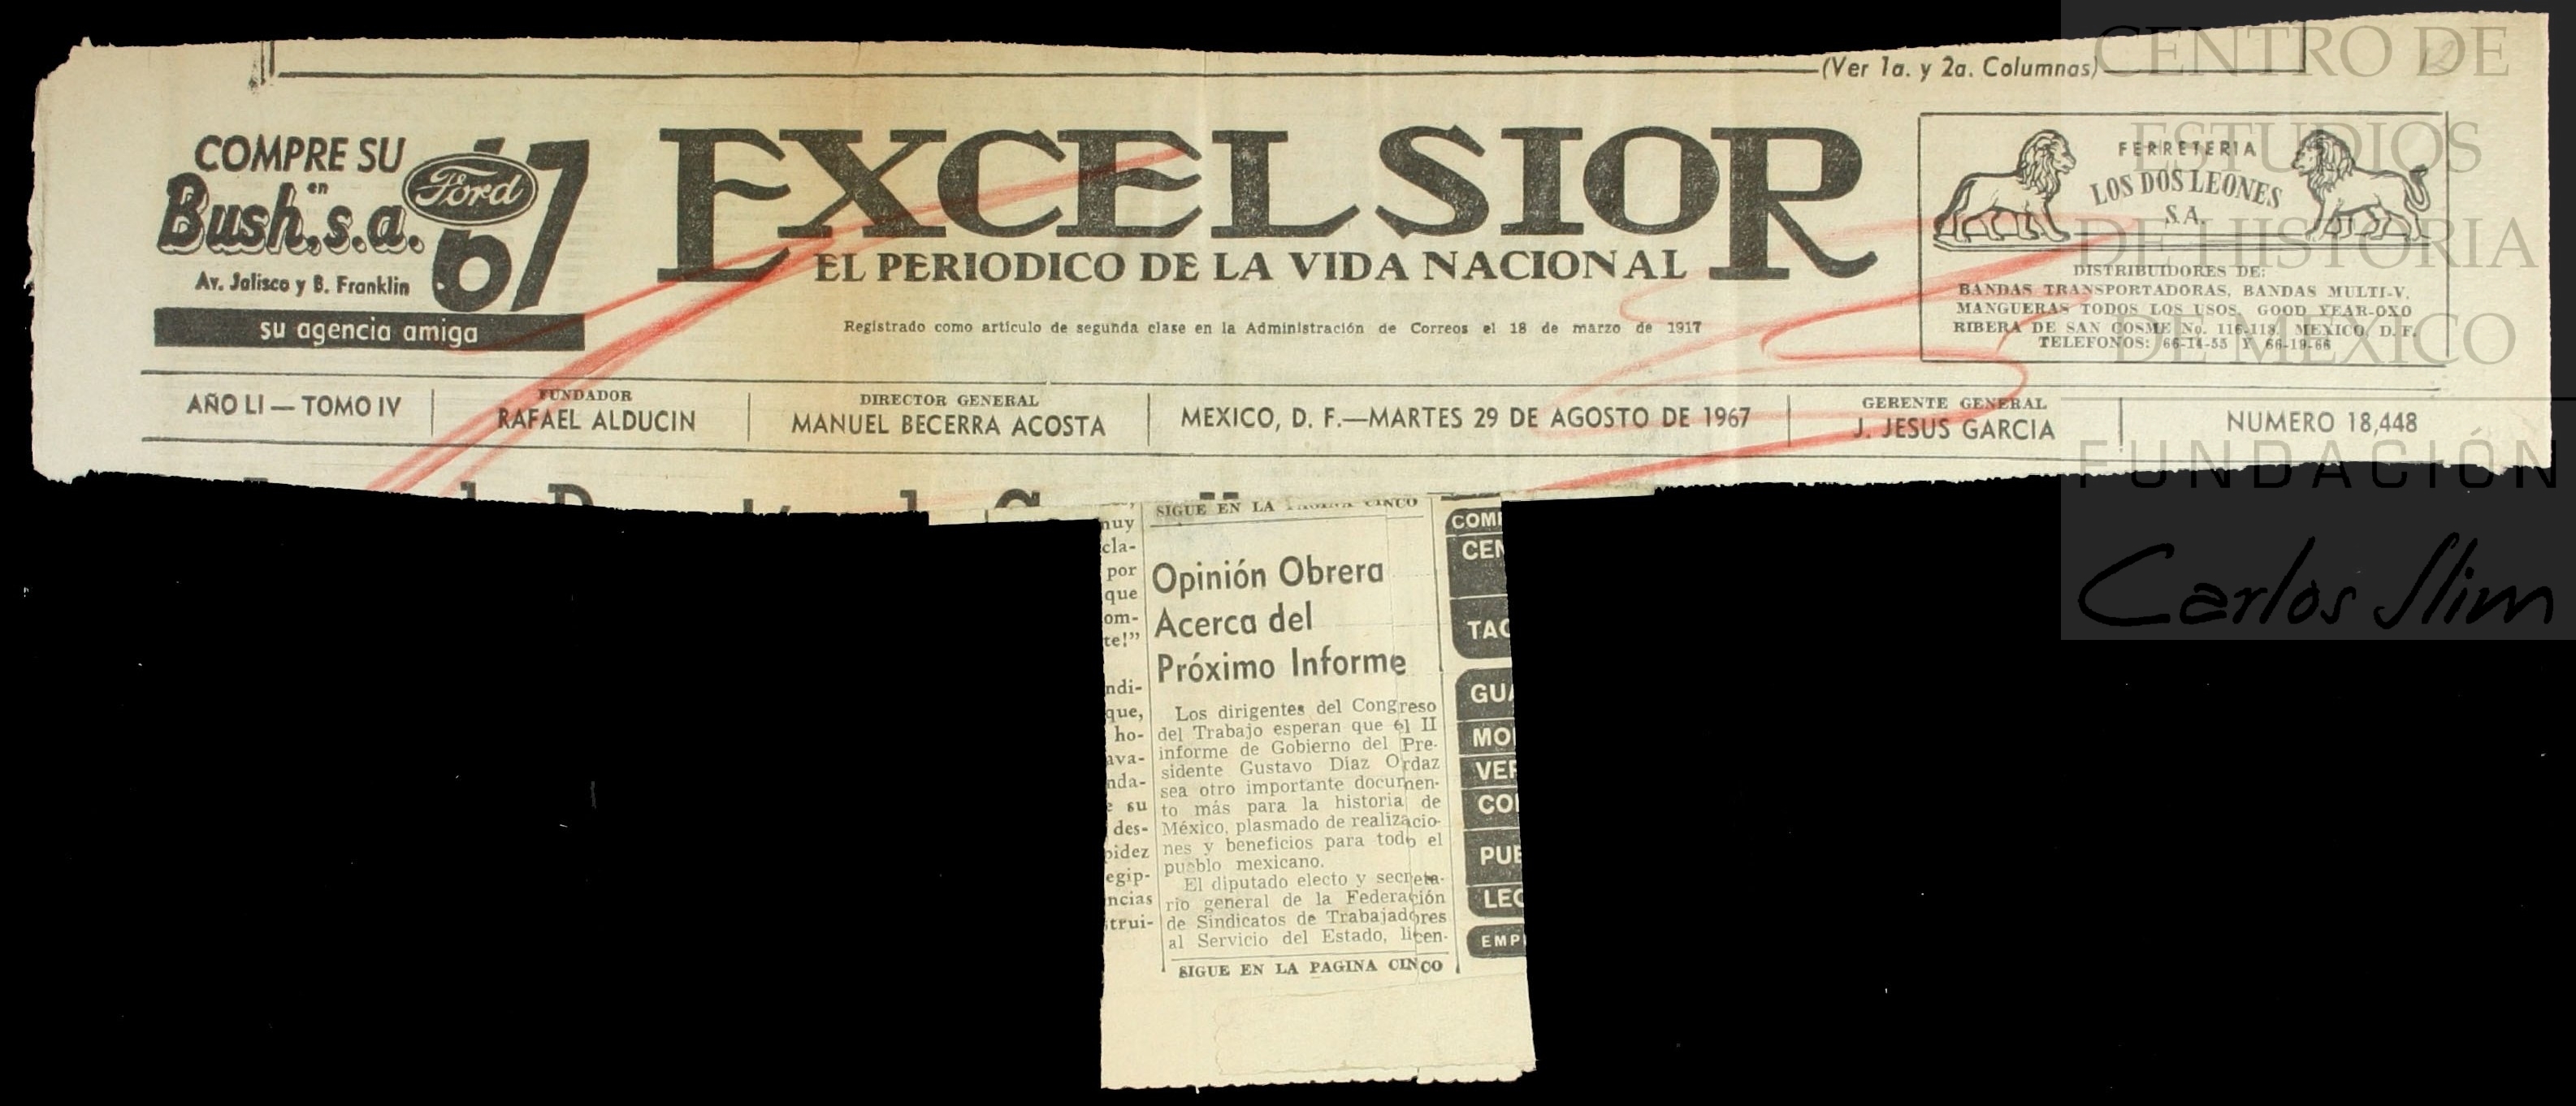 (Ver 1a. y 2a. Columnas)
COMPRE SU
Ford 67
en
Bush, s.a.
Av. Jalisco y B. Franklin
su agencia amiga
EXCELSIOR
EL PERIODICO DE LA VIDA NACIONAL
Registrado como artículo de segunda clase en la Administración de Correos el 18 de marzo de 1917
FERRETERIA
LOS DOS LEONES
S.A.
DISTRIBUIDORES DE:
BANDAS TRANSPORTADORAS, BANDAS MULTI-V,
MANGUERAS TODOS LOS USOS, GOOD YEAR-OXO
RIBERA DE SAN COSME No. 116-118, MEXICO, D. F.
TELEFONOS: 66-14-55 Y 66-19-66
AÑO LI — TOMO IV
FUNDADOR
RAFAEL ALDUCIN
DIRECTOR GENERAL
MANUEL BECERRA ACOSTA
MEXICO, D. F.—MARTES 29 DE AGOSTO DE 1967
GERENTE GENERAL
J. JESUS GARCIA
NUMERO 18,448
SIGUE EN LA PAGINA CINCO
Opinión Obrera
Acerca del
Próximo Informe
Los dirigentes del Congreso
del Trabajo esperan que el II
informe de Gobierno del Pre-
sidente Gustavo Díaz Ordaz
sea otro importante documen-
to más para la historia de
México, plasmado de realizacio-
nes y beneficios para todo el
pueblo mexicano.
El diputado electo y secreta-
rio general de la Federación
de Sindicatos de Trabajadores
al Servicio del Estado, licen-
SIGUE EN LA PAGINA CINCO
nuy
cla-
por
que
om-
te!"
ndi-
que,
ho-
ava-
nda-
e su
des-
pidez
egip-
ncias
trui-
COM
CEN
TAC
GUA
MO
VER
CO
PUE
LEO
EMP
CENTRO DE
ESTUDIOS
DE HISTORIA
DE MÉXICO
FUNDACIÓN
Carlos Slim